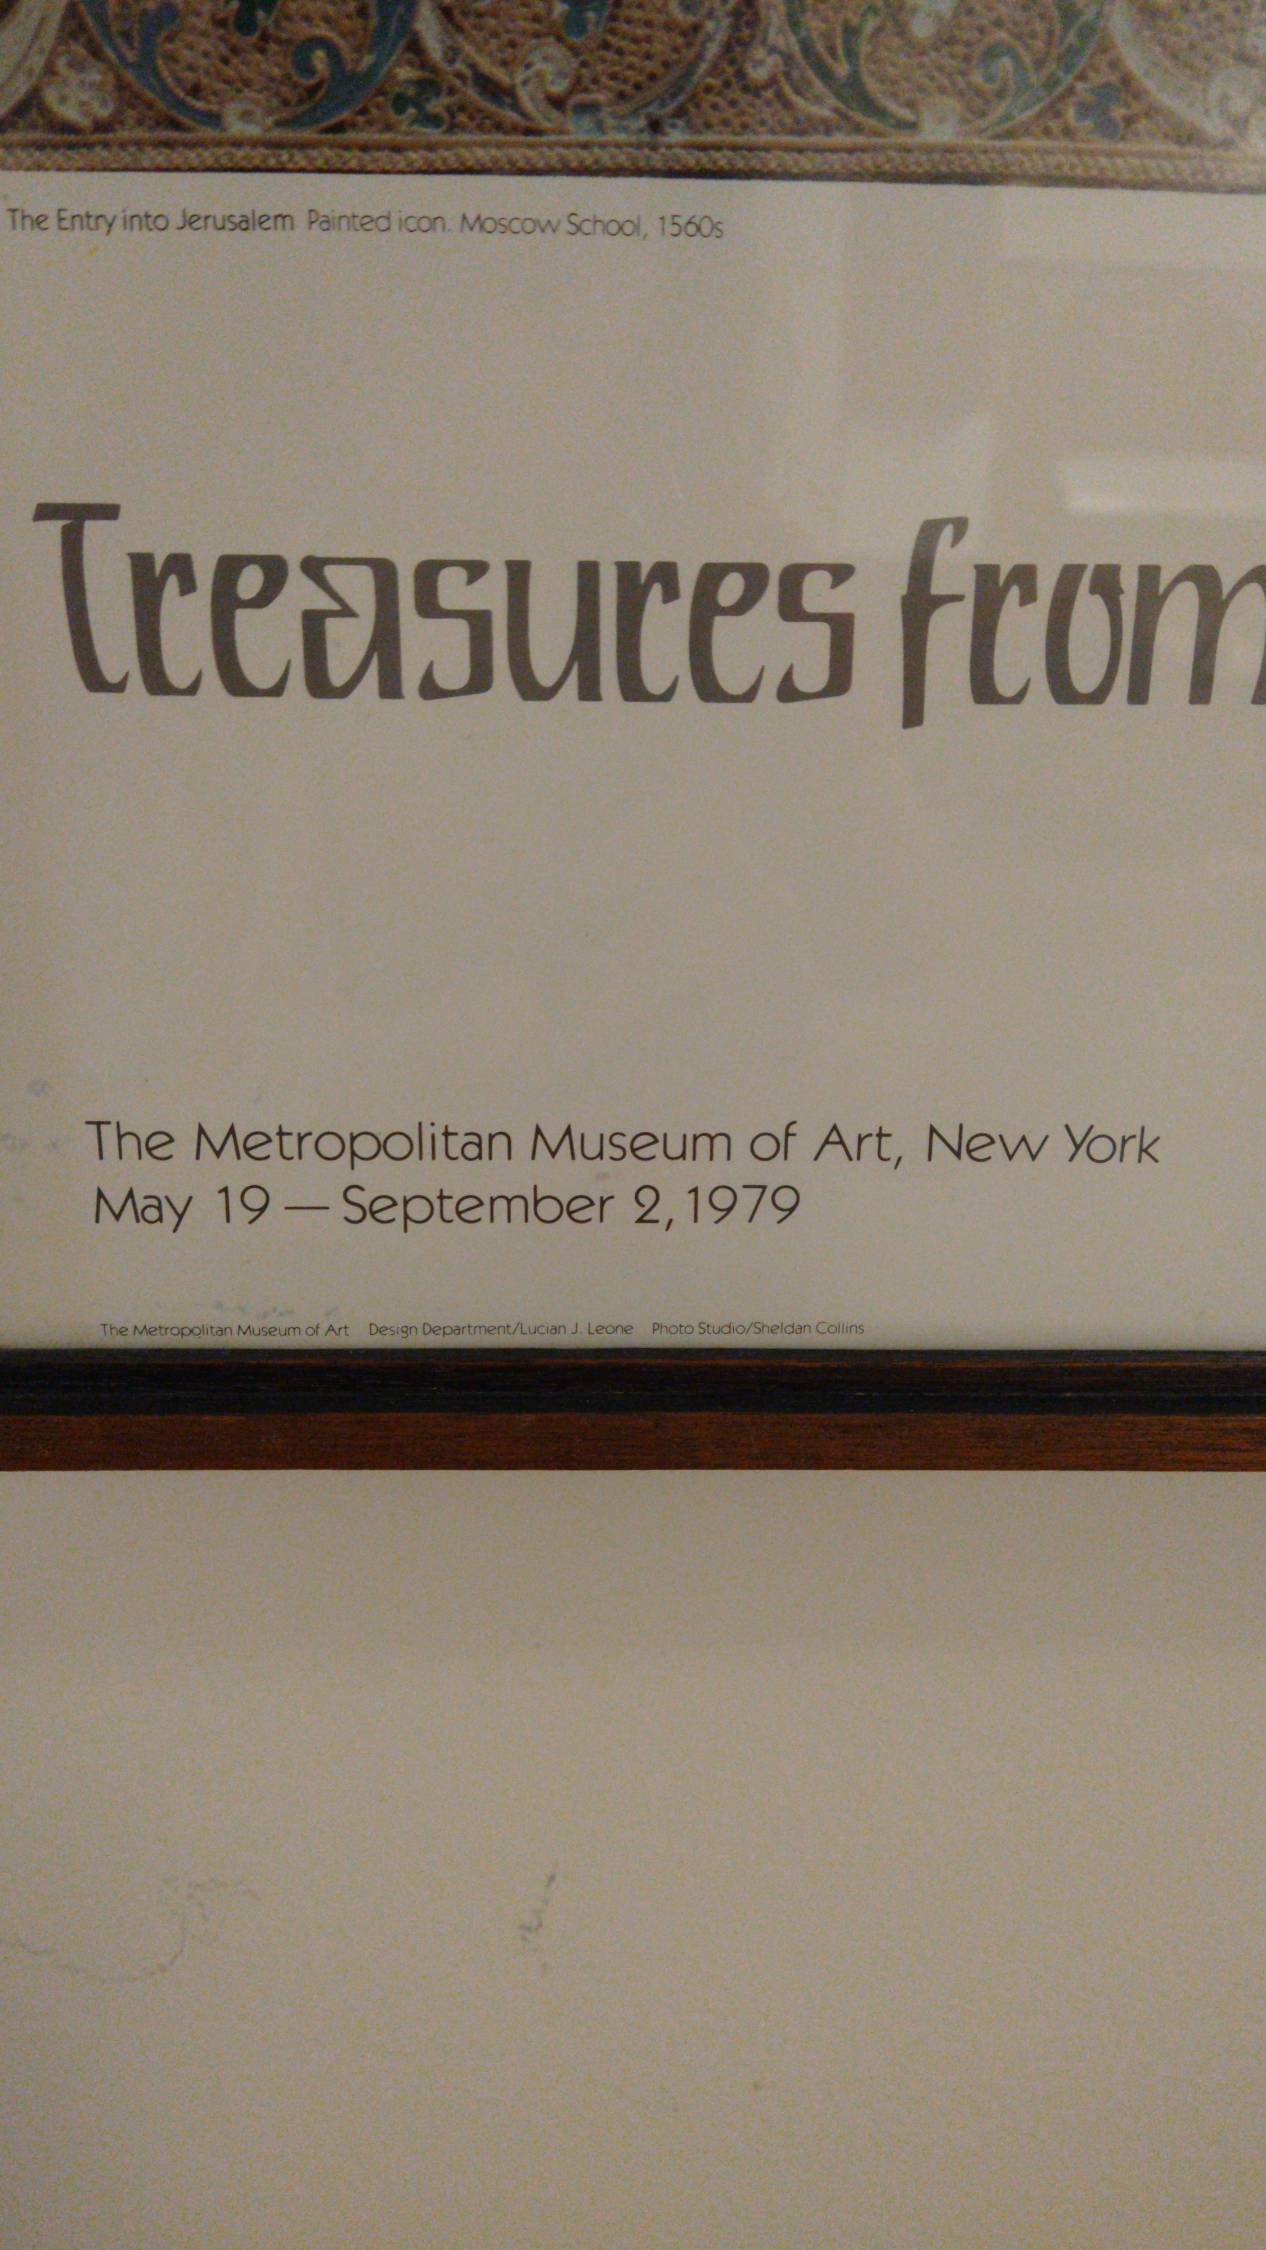 The Entry into Jerusalem Painted icon. Moscow School, 1560s
Treasures from
The Metropolitan Museum of Art, New York
May 19 — September 2, 1979
The Metropolitan Museum of Art Design Department/Lucian J. Leone Photo Studio/Sheldan Collins